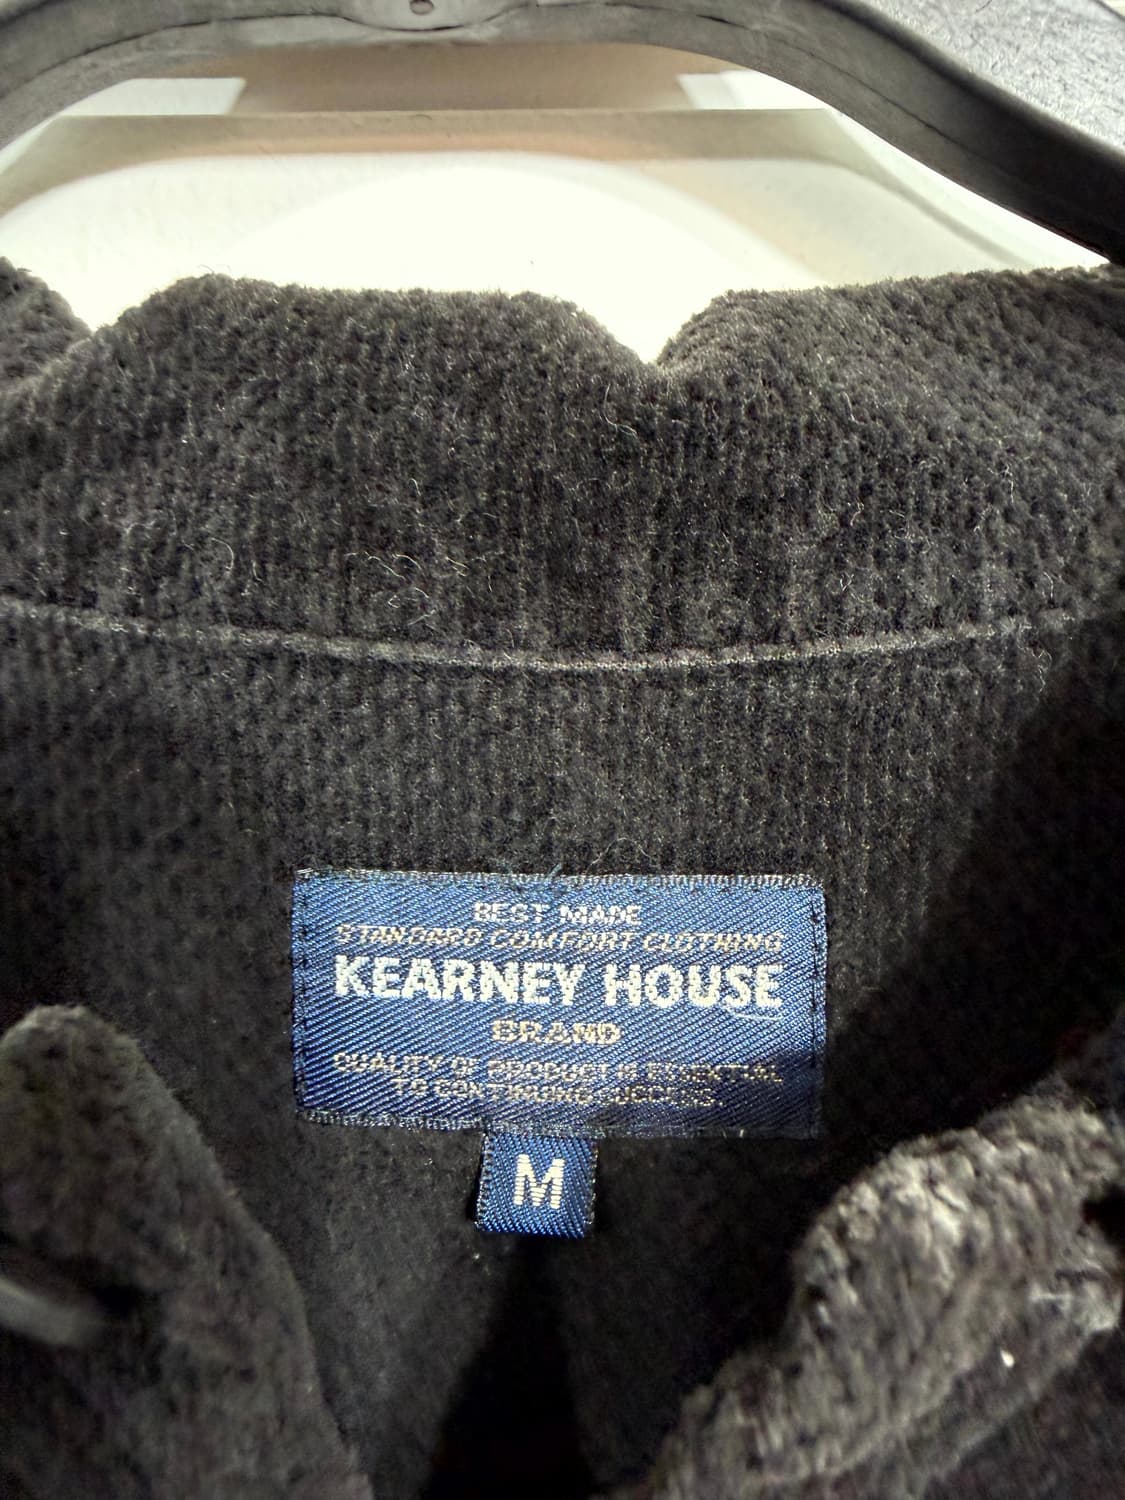 BEST MADE
STANDARD COMFORT CLOTHING
KEARNEY HOUSE
BRAND
QUALITY OF PRODUCT IS ESSENTIAL
TO CONTINUING SUCCESS
M